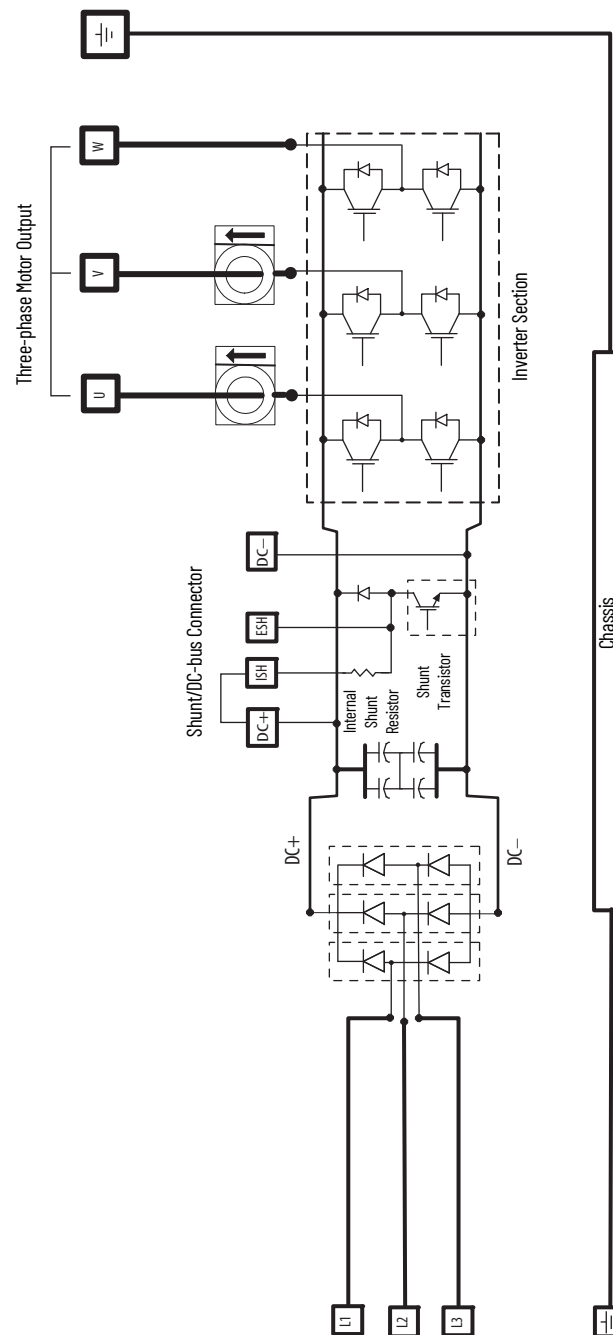 Three-phase Motor Output
U
V
W
Shunt/DC-bus Connector
DC+
ISH
ESH
DC−
Internal
Shunt
Resistor
Shunt
Transistor
Inverter Section
DC+
DC−
L1
L2
L3
Chassis